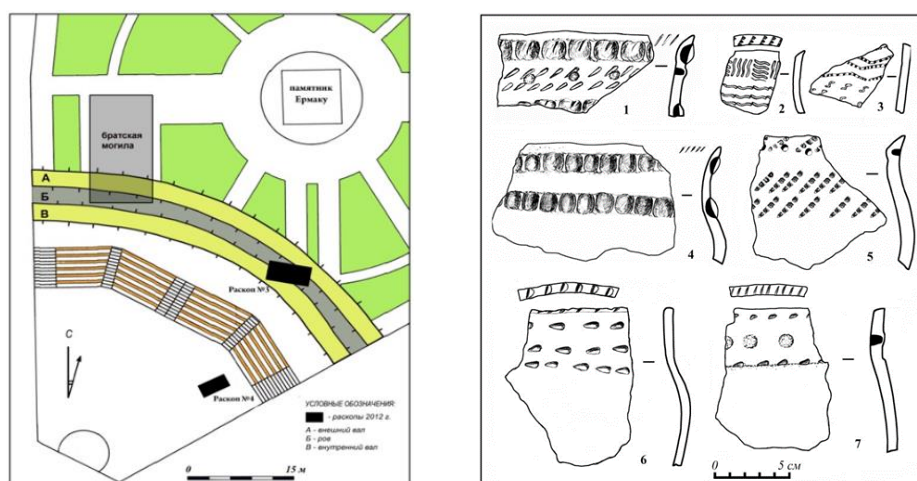 памятник
Ермаку
братская
могила
А
Б
В
Раскоп №3
С
Раскоп №4
УСЛОВНЫЕ ОБОЗНАЧЕНИЯ:
- раскопы 2012 г.
А - внешний вал
Б - ров
В - внутренний вал
0 15 м
1 2 3
4 5
6 7
0 5 см